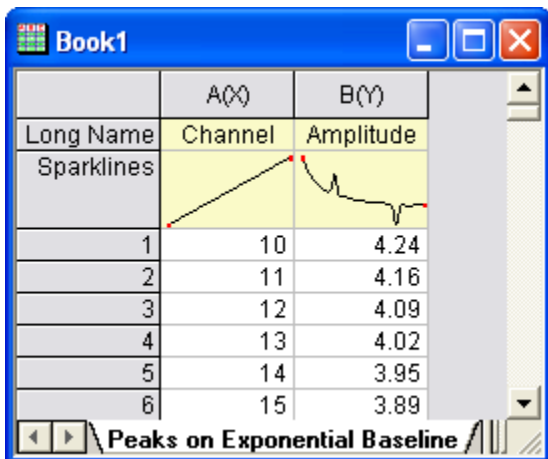 Book1
A(X) B(Y)
Long Name Channel Amplitude
Sparklines
1 10 4.24
2 11 4.16
3 12 4.09
4 13 4.02
5 14 3.95
6 15 3.89
Peaks on Exponential Baseline